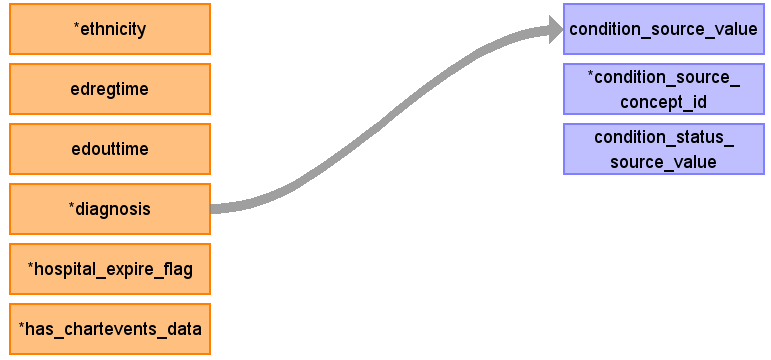 *ethnicity
edregtime
edouttime
*diagnosis
*hospital_expire_flag
*has_chartevents_data
condition_source_value
*condition_source_
concept_id
condition_status_
source_value